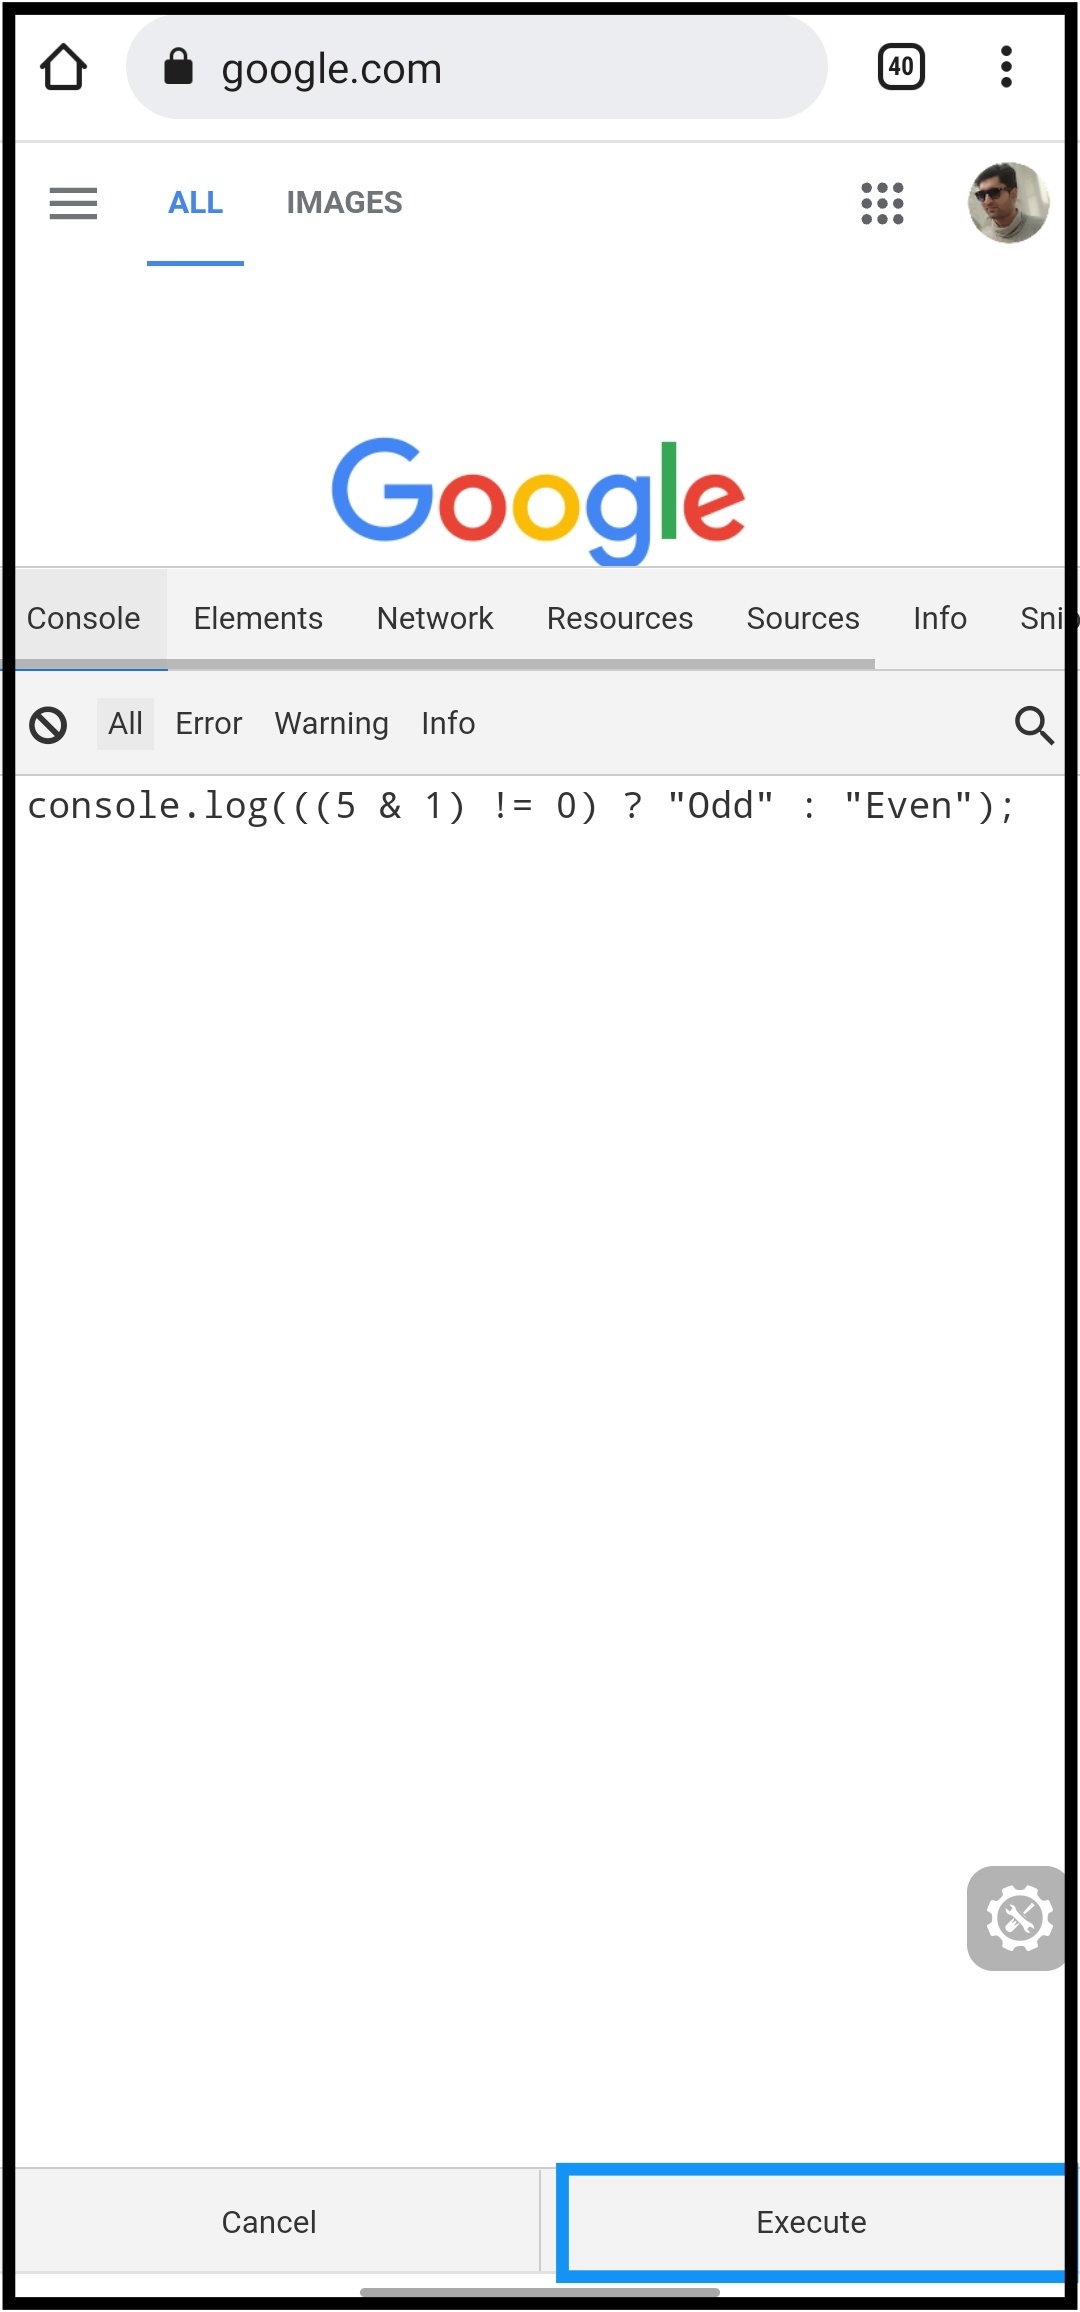 google.com
40
ALL IMAGES
Google
Console Elements Network Resources Sources Info Sni
All Error Warning Info
console.log(((5 & 1) != 0) ? "Odd" : "Even");
Cancel Execute